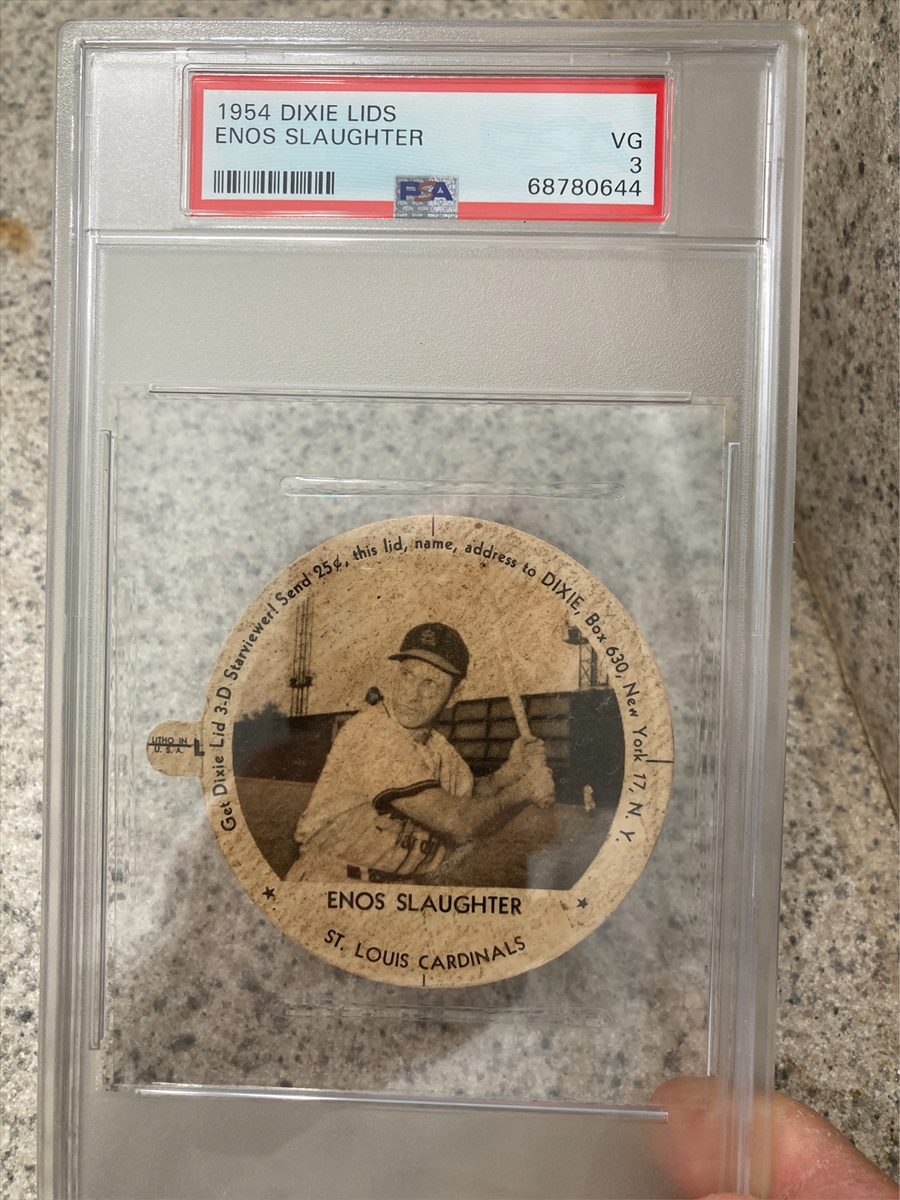 1954 DIXIE LIDS
ENOS SLAUGHTER
VG
3
68780644
PSA
Get Dixie Lid 3-D Starviewer! Send 25¢, this lid, name, address to DIXIE, Box 630, New York 17, N. Y.
LITHO IN
U. S. A.
L
ENOS SLAUGHTER
ST. LOUIS CARDINALS